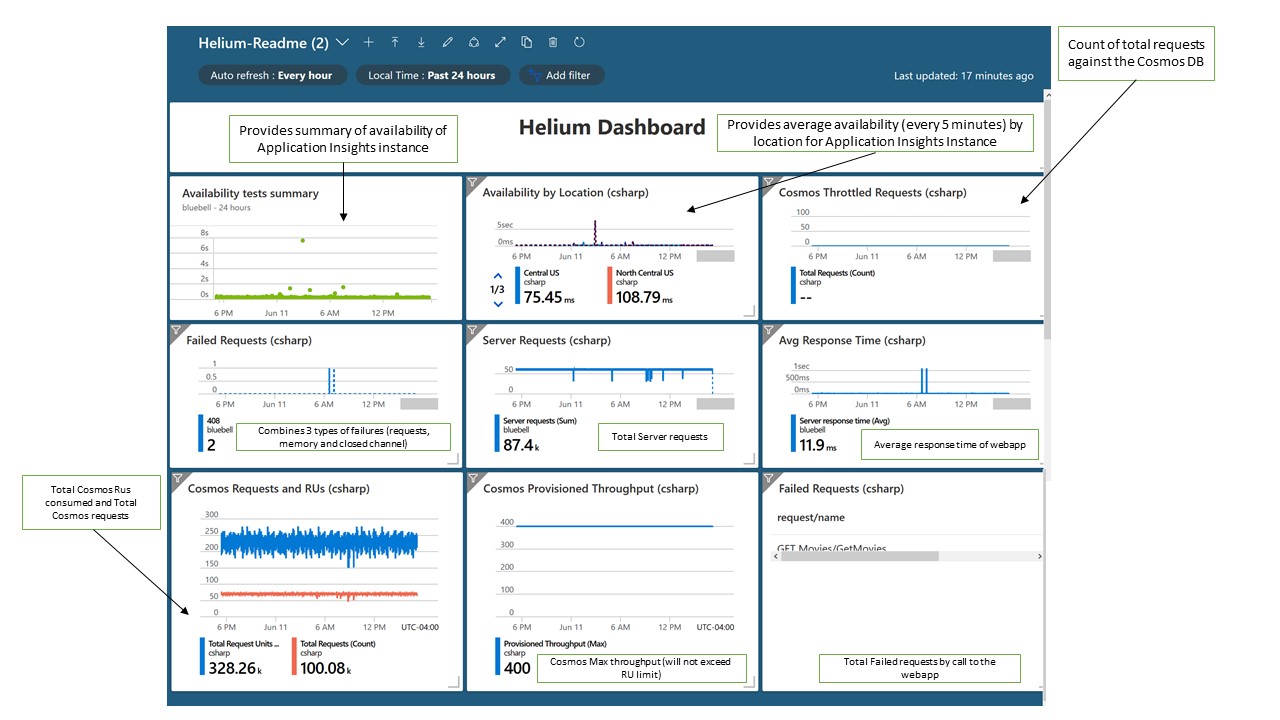 Helium-Readme (2)
Auto refresh : Every hour
Local Time : Past 24 hours
Add filter
Last updated: 17 minutes ago
Count of total requests
against the Cosmos DB
Helium Dashboard
Provides summary of availability of
Application Insights instance
Provides average availability (every 5 minutes) by
location for Application Insights Instance
Availability tests summary
bluebell - 24 hours
8s
6s
4s
2s
0s
6 PM Jun 11 6 AM 12 PM
Availability by Location (csharp)
5sec
0ms
6 PM Jun 11 6 AM 12 PM
1/3
Central US
csharp
75.45 ms
North Central US
csharp
108.79 ms
Cosmos Throttled Requests (csharp)
100
50
0
6 PM Jun 11 6 AM 12 PM
Total Requests (Count)
--
Failed Requests (csharp)
1
0.5
0
6 PM Jun 11 6 AM 12 PM
408
bluebell
2
Combines 3 types of failures (requests,
memory and closed channel)
Server Requests (csharp)
50
0
6 PM Jun 11 6 AM 12 PM
Server requests (Sum)
bluebell
87.4 k
Total Server requests
Avg Response Time (csharp)
1sec
500ms
0ms
6 PM Jun 11 6 AM 12 PM
Server response time (Avg)
bluebell
11.9 ms
Average response time of webapp
Total Cosmos Rus
consumed and Total
Cosmos requests
Cosmos Requests and RUs (csharp)
300
250
200
150
100
50
0
6 PM Jun 11 6 AM 12 PM UTC-04:00
Total Request Units ...
csharp
328.26 k
Total Requests (Count)
csharp
100.08 k
Cosmos Provisioned Throughput (csharp)
400
300
200
100
0
6 PM Jun 11 6 AM 12 PM UTC-04:00
Provisioned Throughput (Max)
csharp
400
Cosmos Max throughput (will not exceed
RU limit)
Failed Requests (csharp)
request/name
GET Movies/GetMovies
Total Failed requests by call to the
webapp